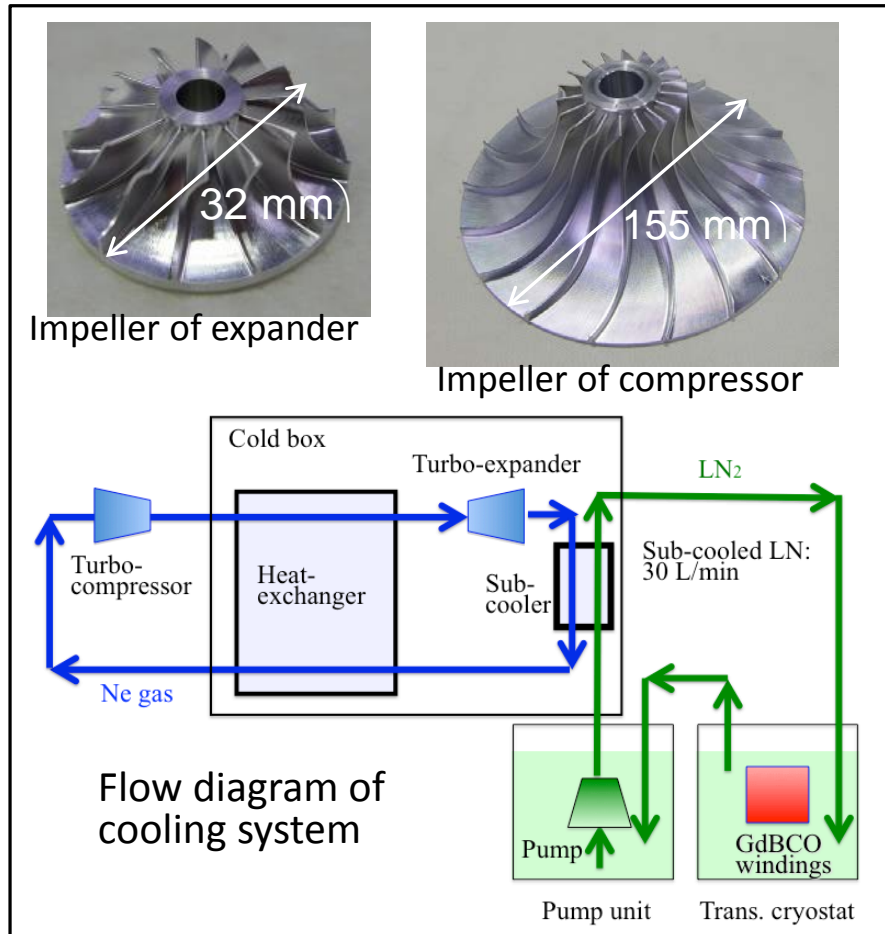 32 mm)
155 mm)
Impeller of expander
Impeller of compressor
Cold box
Turbo-expander
LN2
Turbo-
compressor
Heat-
exchanger
Sub-
cooler
Sub-cooled LN:
30 L/min
Ne gas
Flow diagram of
cooling system
Pump
GdBCO
windings
Pump unit
Trans. cryostat